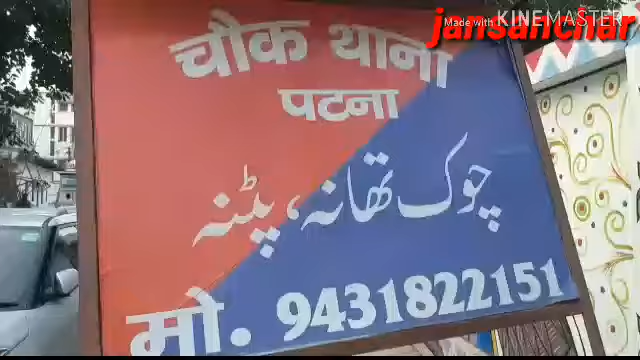 Made with KINEMASTER
jansanchar
चौक थाना
पटना
چوک تھانہ، پٹنہ
मो. 9431822151